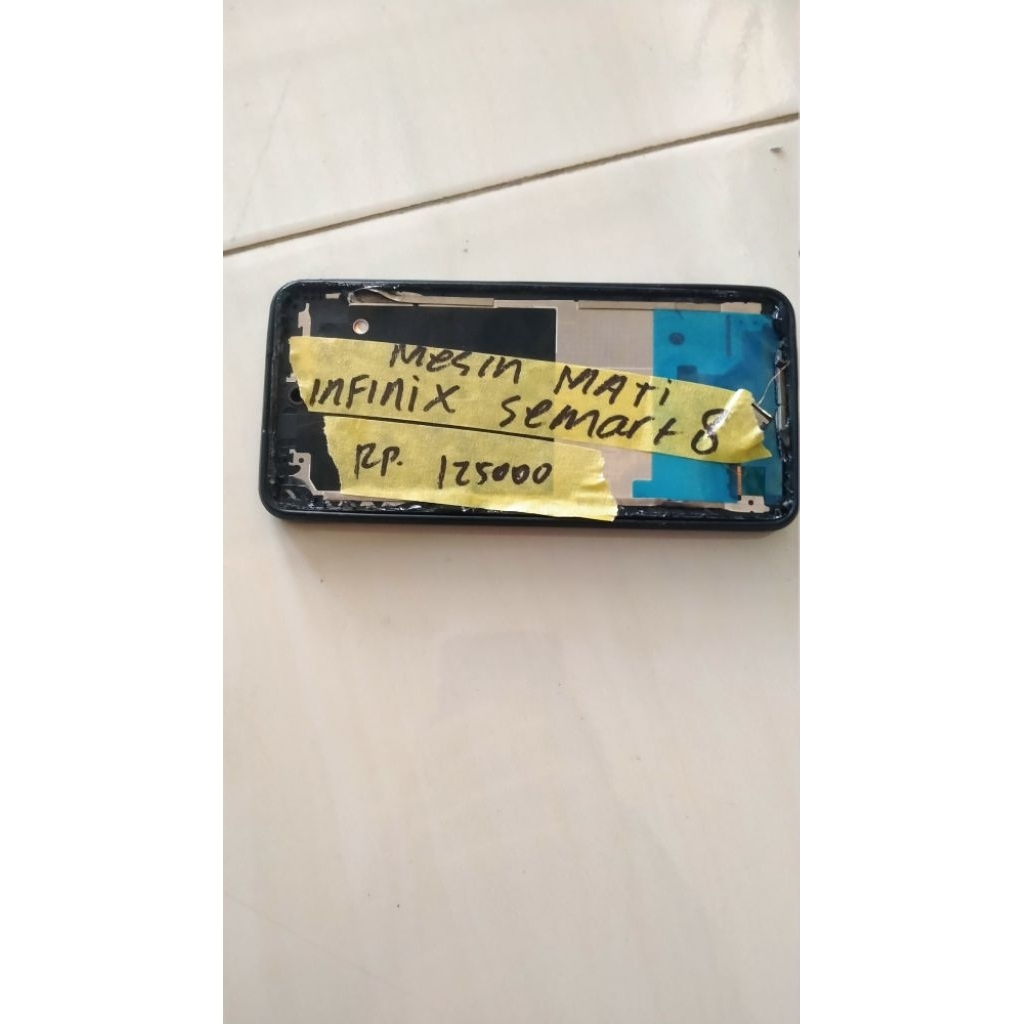 Mesin MATi
iNFiNiX SeMart 8
RP. 125000